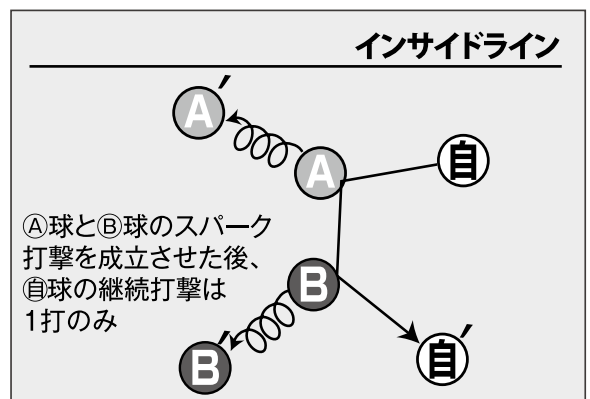 インサイドライン
A′
A
自
Ⓐ球とⒷ球のスパーク
打撃を成立させた後、
㉂球の継続打撃は
1打のみ
B
B′
自′